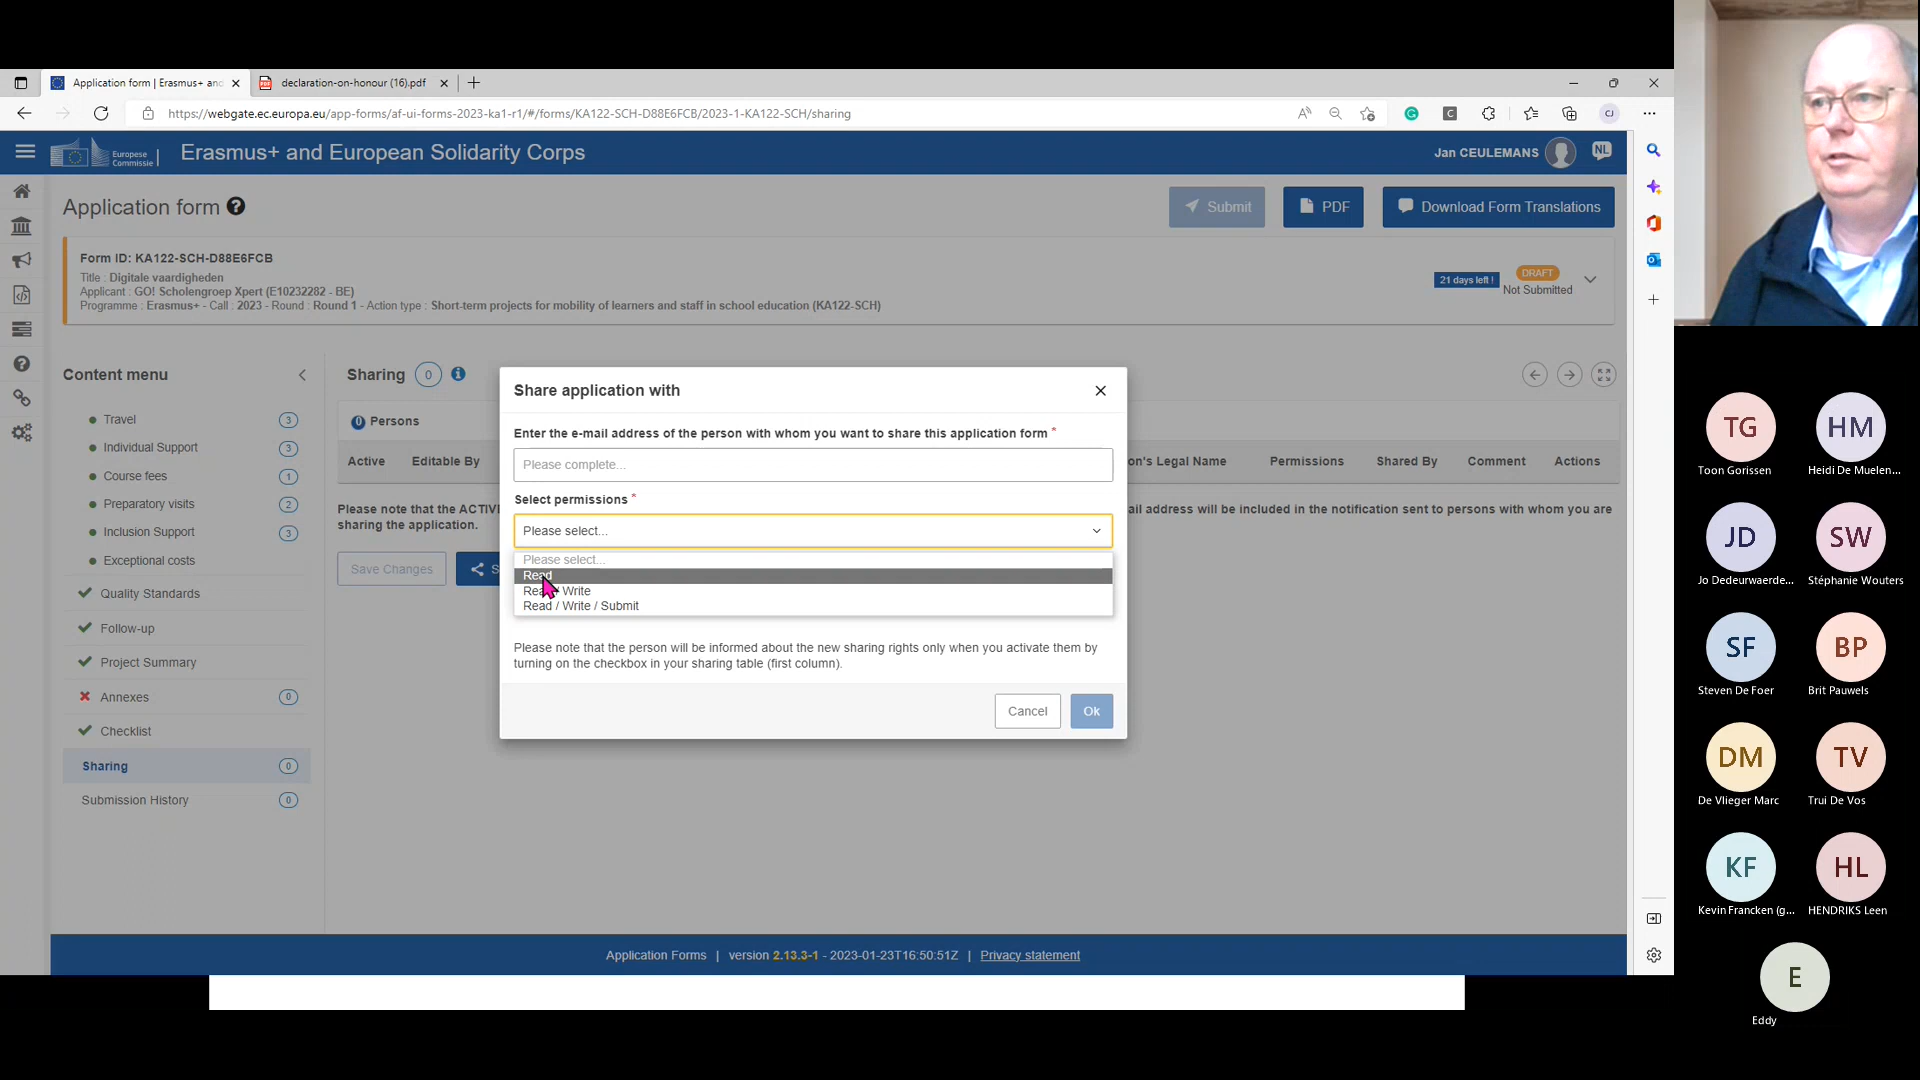 Application form | Erasmus+ and
declaration-on-honour (16).pdf
https://webgate.ec.europa.eu/app-forms/af-ui-forms-2023-ka1-r1/#/forms/KA122-SCH-D88E6FCB/2023-1-KA122-SCH/sharing
CJ
Europese
Commissie
Erasmus+ and European Solidarity Corps
Jan CEULEMANS
NL
Application form
Submit
PDF
Download Form Translations
Form ID: KA122-SCH-D88E6FCB
Title : Digitale vaardigheden
Applicant : GO! Scholengroep Xpert (E10232282 - BE)
Programme : Erasmus+ - Call : 2023 - Round : Round 1 - Action type : Short-term projects for mobility of learners and staff in school education (KA122-SCH)
21 days left !
DRAFT
Not Submitted
Content menu
Travel 3
Individual Support 3
Course fees 1
Preparatory visits 2
Inclusion Support 3
Exceptional costs
Quality Standards
Follow-up
Project Summary
Annexes 0
Checklist
Sharing 0
Submission History 0
Sharing 0
0 Persons
Active Editable By
on's Legal Name Permissions Shared By Comment Actions
Please note that the ACTIV
ail address will be included in the notification sent to persons with whom you are
sharing the application.
Save Changes
S
Share application with
Enter the e-mail address of the person with whom you want to share this application form *
Please complete...
Select permissions *
Please select...
Please select...
Read
Read / Write
Read / Write / Submit
Please note that the person will be informed about the new sharing rights only when you activate them by
turning on the checkbox in your sharing table (first column).
Cancel
Ok
Application Forms | version 2.13.3-1 - 2023-01-23T16:50:51Z | Privacy statement
TG HM
Toon Gorissen Heidi De Muelen...
JD SW
Jo Dedeurwaerde... Stéphanie Wouters
SF BP
Steven De Foer Brit Pauwels
DM TV
De Vlieger Marc Trui De Vos
KF HL
Kevin Francken (g... HENDRIKS Leen
E
Eddy